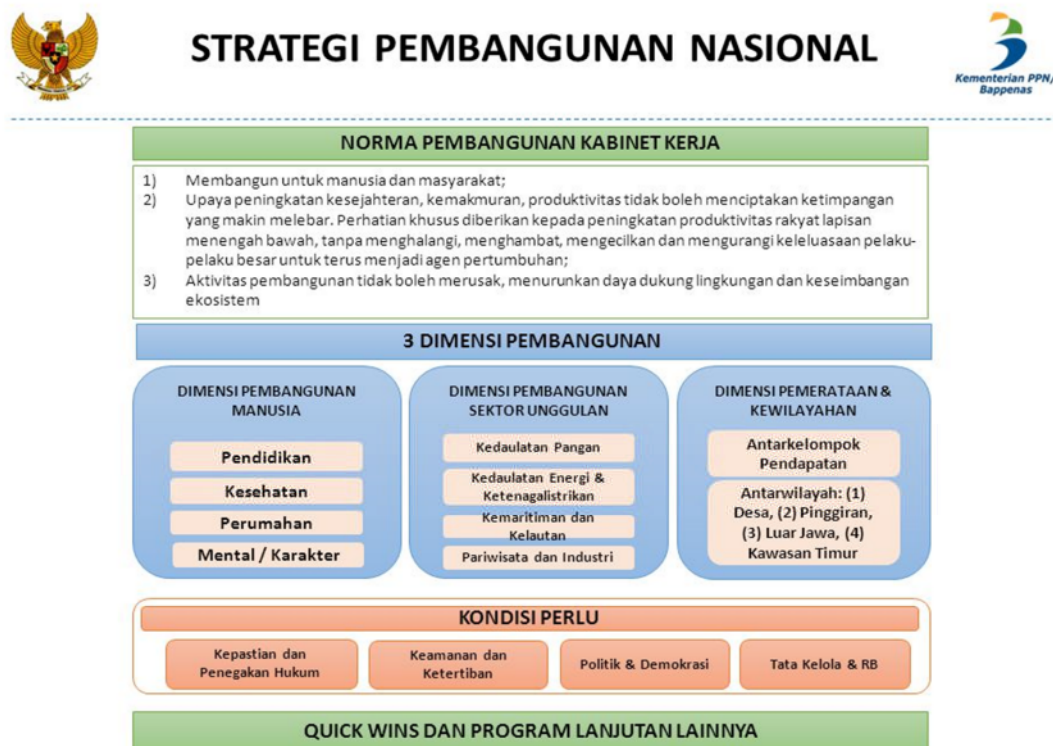 STRATEGI PEMBANGUNAN NASIONAL
Kementerian PPN/
Bappenas
NORMA PEMBANGUNAN KABINET KERJA
1) Membangun untuk manusia dan masyarakat;
2) Upaya peningkatan kesejahteran, kemakmuran, produktivitas tidak boleh menciptakan ketimpangan
yang makin melebar. Perhatian khusus diberikan kepada peningkatan produktivitas rakyat lapisan
menengah bawah, tanpa menghalangi, menghambat, mengecilkan dan mengurangi keleluasaan pelaku-
pelaku besar untuk terus menjadi agen pertumbuhan;
3) Aktivitas pembangunan tidak boleh merusak, menurunkan daya dukung lingkungan dan keseimbangan
ekosistem
3 DIMENSI PEMBANGUNAN
DIMENSI PEMBANGUNAN
MANUSIA
Pendidikan
Kesehatan
Perumahan
Mental / Karakter
DIMENSI PEMBANGUNAN
SEKTOR UNGGULAN
Kedaulatan Pangan
Kedaulatan Energi &
Ketenagalistrikan
Kemaritiman dan
Kelautan
Pariwisata dan Industri
DIMENSI PEMERATAAN &
KEWILAYAHAN
Antarkelompok
Pendapatan
Antarwilayah: (1)
Desa, (2) Pinggiran,
(3) Luar Jawa, (4)
Kawasan Timur
KONDISI PERLU
Kepastian dan
Penegakan Hukum
Keamanan dan
Ketertiban
Politik & Demokrasi
Tata Kelola & RB
QUICK WINS DAN PROGRAM LANJUTAN LAINNYA